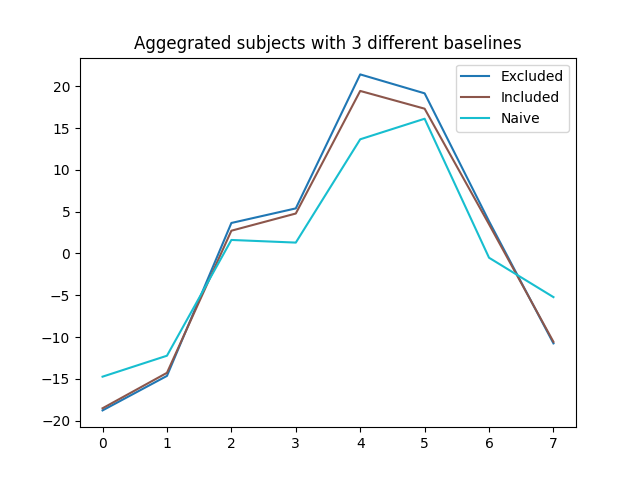 Aggegrated subjects with 3 different baselines
Excluded
Included
Naive
20
15
10
5
0
−5
−10
−15
−20
0 1 2 3 4 5 6 7